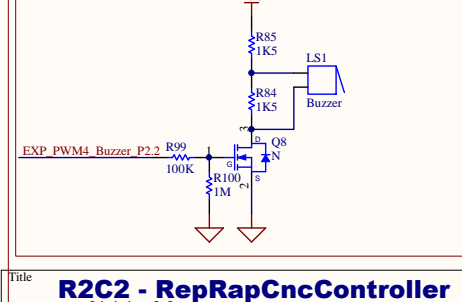 R85
1K5
LS1
R84
1K5
Buzzer
3
D
Q8
N
EXP_PWM4_Buzzer_P2.2
R99
1
G
100K
R100
1M
S
2
Title
R2C2 - RepRapCncController